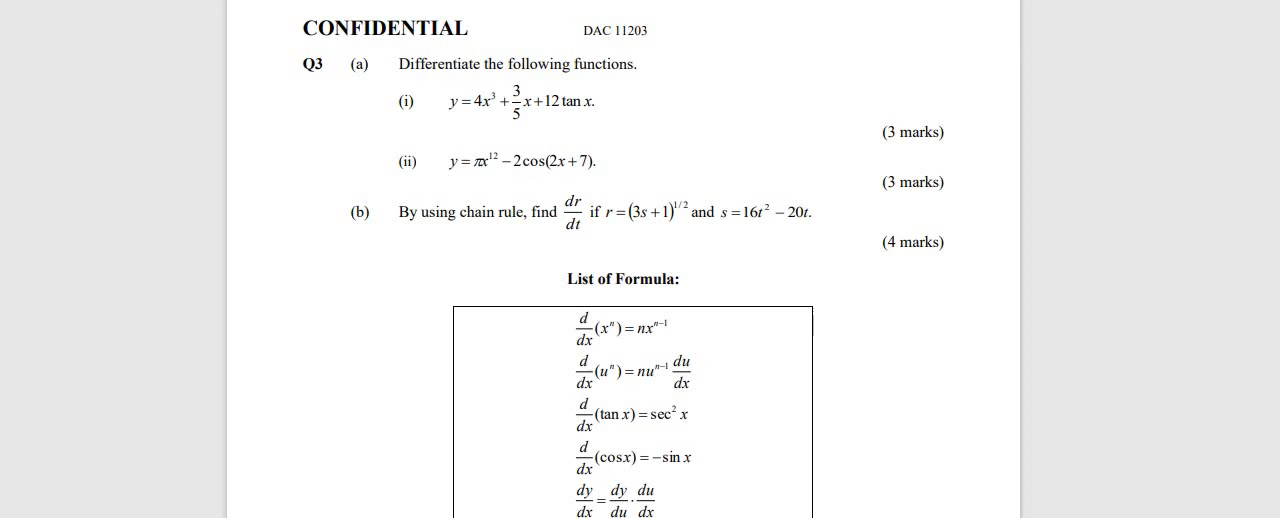 CONFIDENTIAL DAC 11203
Q3 (a) Differentiate the following functions.
(i) y = 4x³ + 3/5 x + 12 tan x.
(3 marks)
(ii) y = πx¹² − 2cos(2x + 7).
(3 marks)
(b) By using chain rule, find dr/dt if r = (3s + 1)^1/2 and s = 16t² − 20t.
(4 marks)
List of Formula:
d/dx (xⁿ) = nxⁿ⁻¹
d/dx (uⁿ) = nuⁿ⁻¹ du/dx
d/dx (tan x) = sec² x
d/dx (cos x) = −sin x
dy/dx = dy/du · du/dx